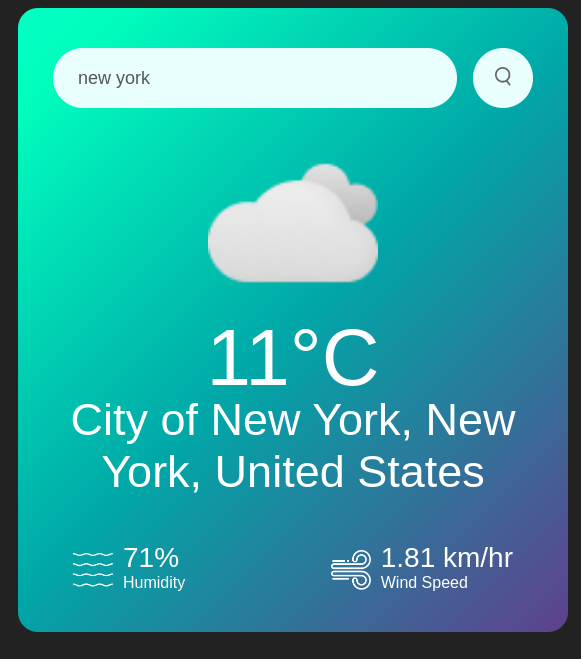 new york
11°C
City of New York, New
York, United States
71%
Humidity
1.81 km/hr
Wind Speed